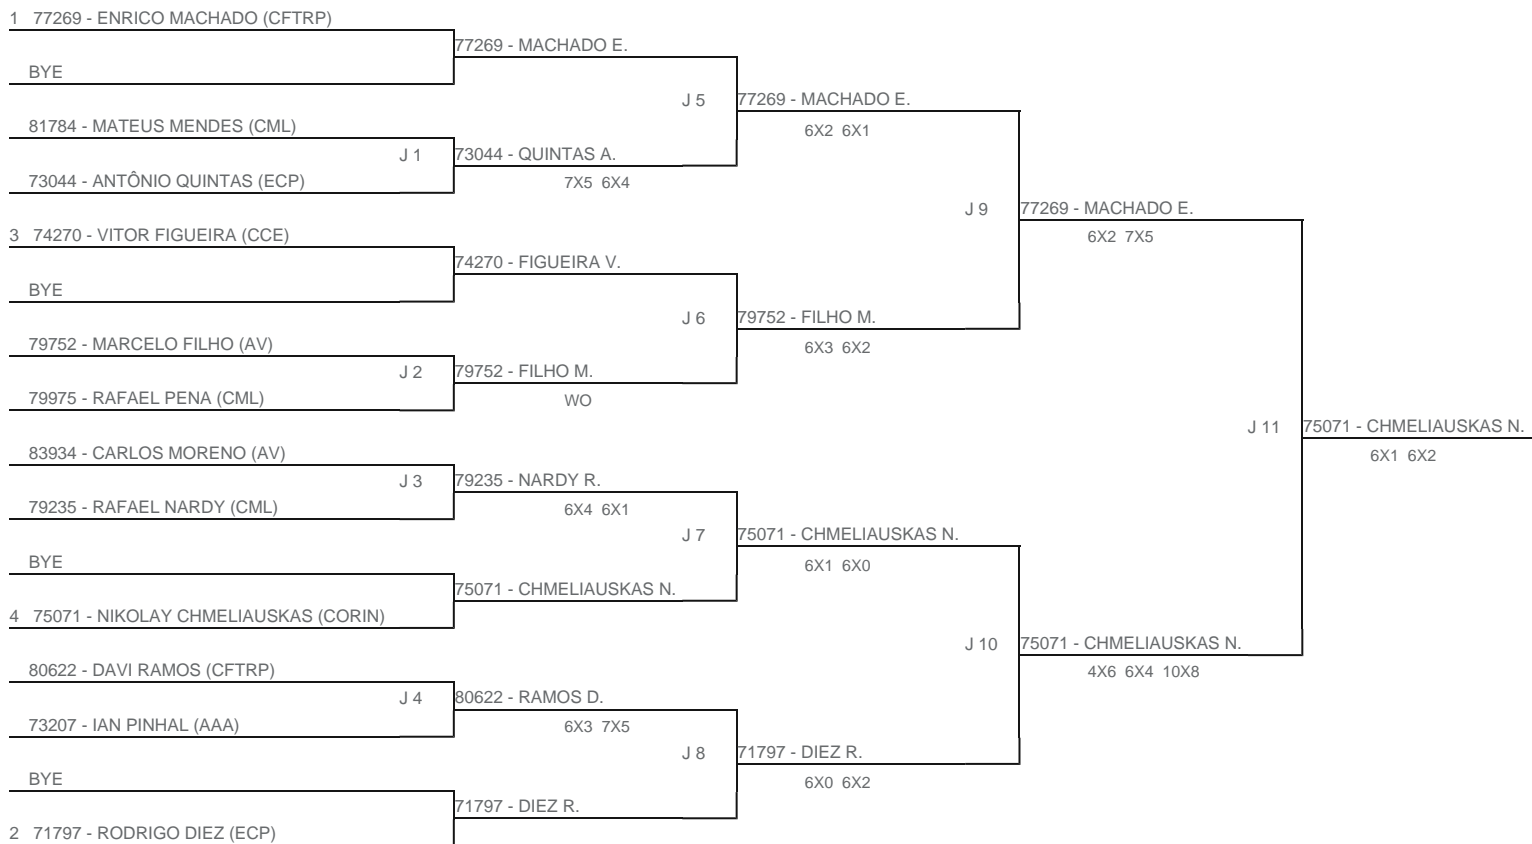 1 77269 - ENRICO MACHADO (CFTRP)
77269 - MACHADO E.
BYE
J 5
77269 - MACHADO E.
6X2 6X1
81784 - MATEUS MENDES (CML)
J 1
73044 - QUINTAS A.
7X5 6X4
73044 - ANTÔNIO QUINTAS (ECP)
J 9
77269 - MACHADO E.
6X2 7X5
3 74270 - VITOR FIGUEIRA (CCE)
74270 - FIGUEIRA V.
BYE
J 6
79752 - FILHO M.
6X3 6X2
79752 - MARCELO FILHO (AV)
J 2
79752 - FILHO M.
WO
79975 - RAFAEL PENA (CML)
J 11
75071 - CHMELIAUSKAS N.
6X1 6X2
83934 - CARLOS MORENO (AV)
J 3
79235 - NARDY R.
6X4 6X1
79235 - RAFAEL NARDY (CML)
J 7
75071 - CHMELIAUSKAS N.
6X1 6X0
BYE
75071 - CHMELIAUSKAS N.
4 75071 - NIKOLAY CHMELIAUSKAS (CORIN)
J 10
75071 - CHMELIAUSKAS N.
4X6 6X4 10X8
80622 - DAVI RAMOS (CFTRP)
J 4
80622 - RAMOS D.
6X3 7X5
73207 - IAN PINHAL (AAA)
J 8
71797 - DIEZ R.
6X0 6X2
BYE
71797 - DIEZ R.
2 71797 - RODRIGO DIEZ (ECP)